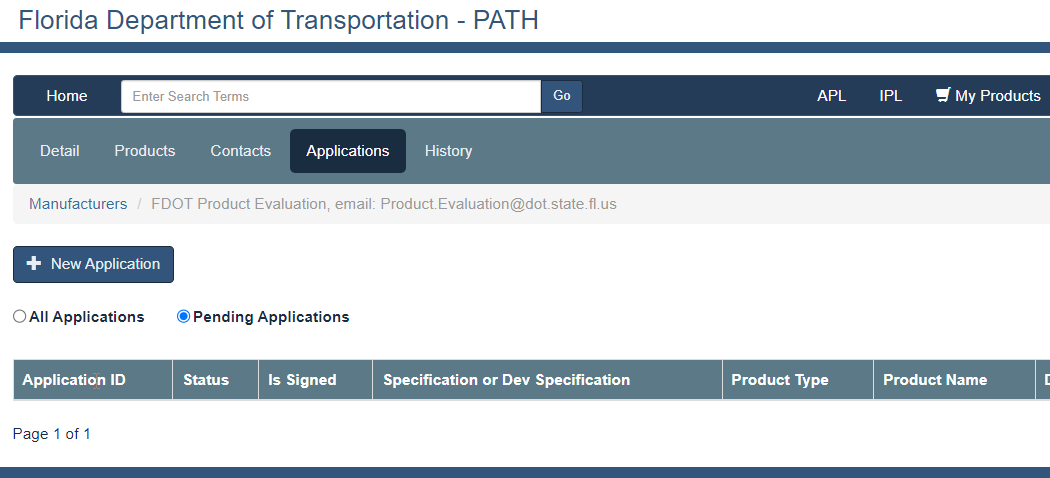 Florida Department of Transportation - PATH
Home Enter Search Terms Go APL IPL My Products
Detail Products Contacts Applications History
Manufacturers / FDOT Product Evaluation, email: Product.Evaluation@dot.state.fl.us
New Application
All Applications Pending Applications
Application ID Status Is Signed Specification or Dev Specification Product Type Product Name
Page 1 of 1